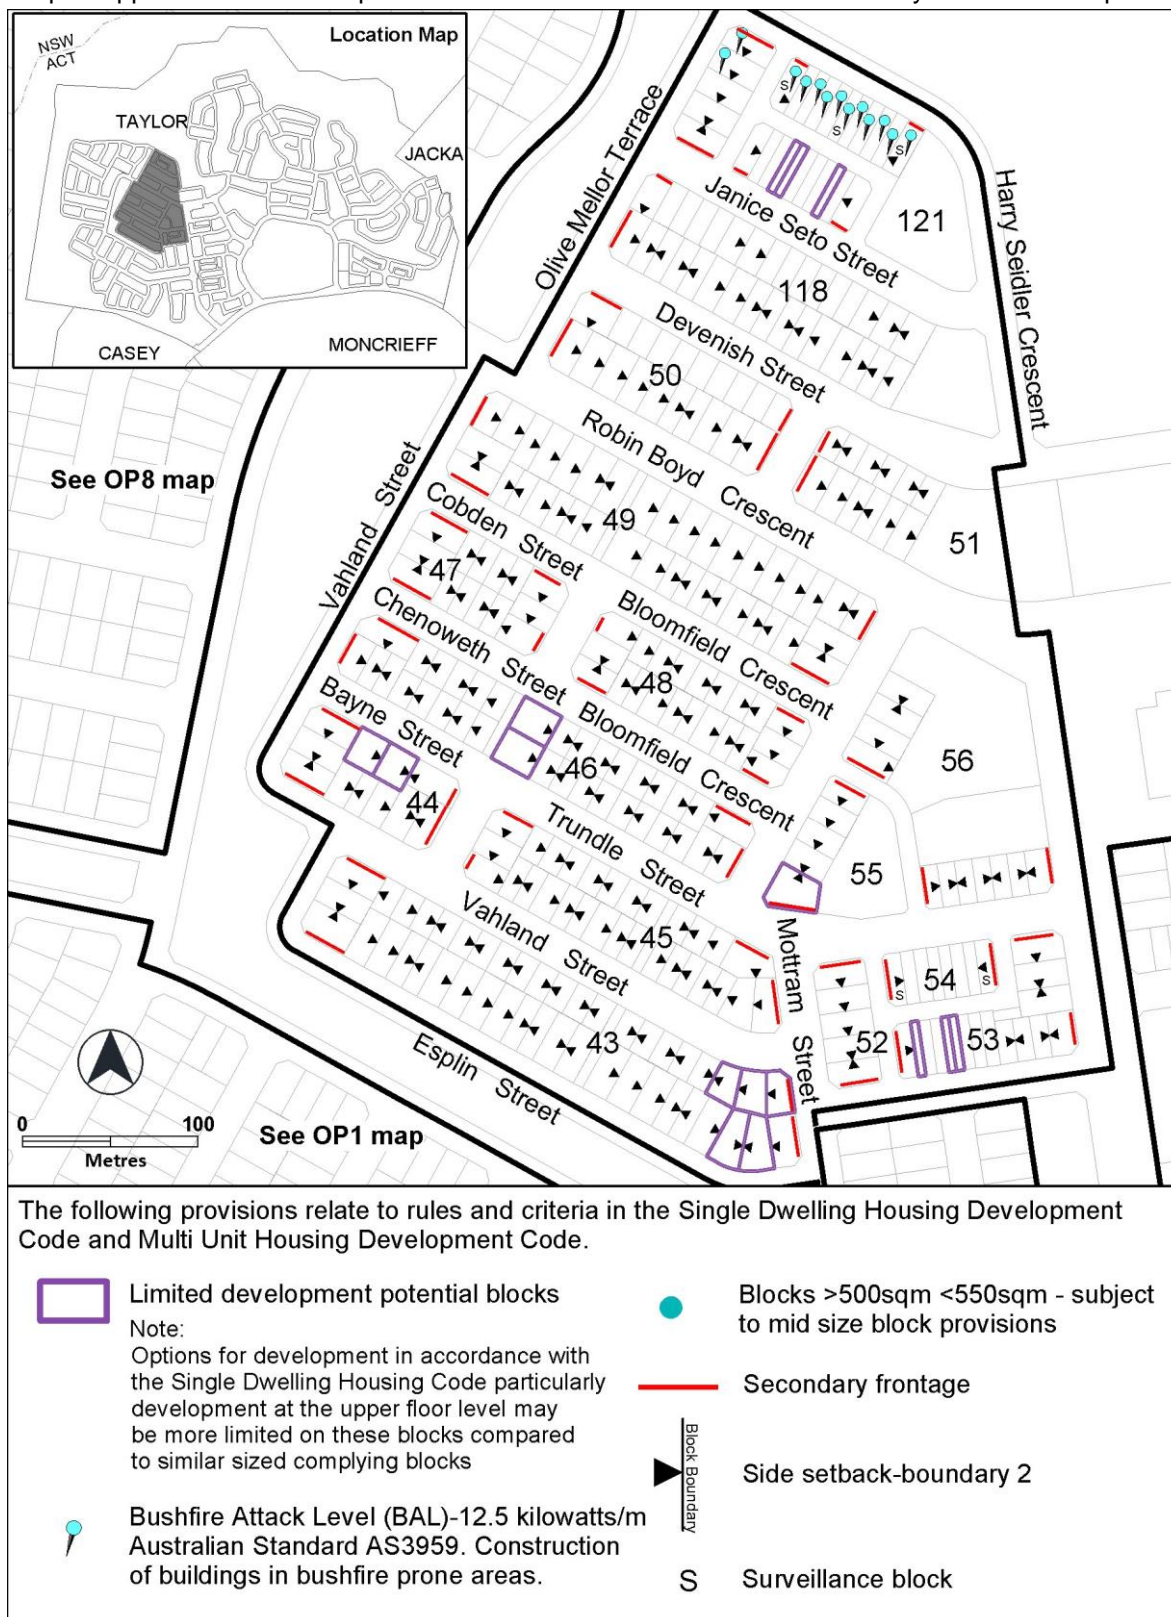 Location Map
NSW
ACT
TAYLOR
JACKA
CASEY
MONCRIEFF
Olive Mellor Terrace
Harry Seidler Crescent
S
S
S
Janice Seto Street
121
118
Devenish Street
50
Robin Boyd Crescent
See OP8 map
Vahland Street
Cobden Street
49
51
47
Bloomfield Crescent
Chenoweth Street
48
Bayne Street
Bloomfield Crescent
46
56
44
Trundle Street
55
Vahland Street
45
Mottram Street
54
S
S
52
53
43
Esplin Street
0 100
Metres
See OP1 map
The following provisions relate to rules and criteria in the Single Dwelling Housing Development
Code and Multi Unit Housing Development Code.
Limited development potential blocks
Note:
Options for development in accordance with
the Single Dwelling Housing Code particularly
development at the upper floor level may
be more limited on these blocks compared
to similar sized complying blocks
Bushfire Attack Level (BAL)-12.5 kilowatts/m
Australian Standard AS3959. Construction
of buildings in bushfire prone areas.
Blocks >500sqm <550sqm - subject
to mid size block provisions
Secondary frontage
Block Boundary
Side setback-boundary 2
S
Surveillance block